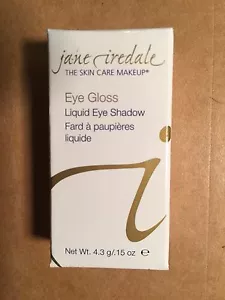 jane iredale
THE SKIN CARE MAKEUP®
Eye Gloss
Liquid Eye Shadow
Fard à paupières
liquide
Net Wt. 4.3 g/.15 oz ℮